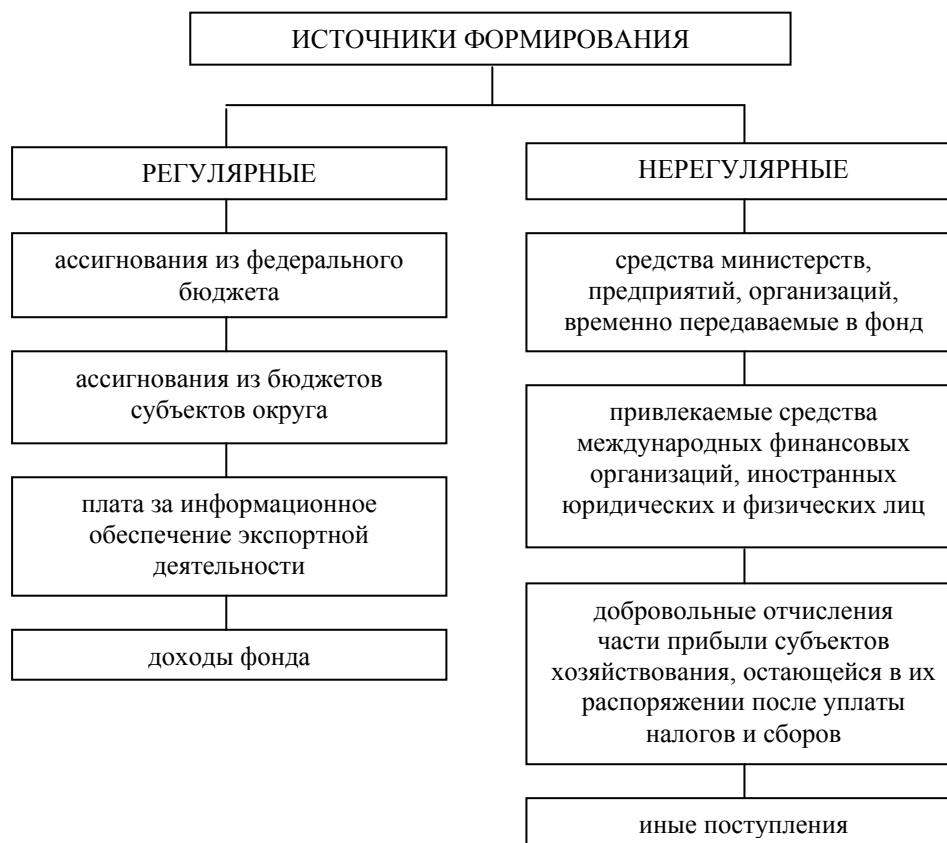 ИСТОЧНИКИ ФОРМИРОВАНИЯ
РЕГУЛЯРНЫЕ
ассигнования из федерального
бюджета
ассигнования из бюджетов
субъектов округа
плата за информационное
обеспечение экспортной
деятельности
доходы фонда
НЕРЕГУЛЯРНЫЕ
средства министерств,
предприятий, организаций,
временно передаваемые в фонд
привлекаемые средства
международных финансовых
организаций, иностранных
юридических и физических лиц
добровольные отчисления
части прибыли субъектов
хозяйствования, остающейся в их
распоряжении после уплаты
налогов и сборов
иные поступления